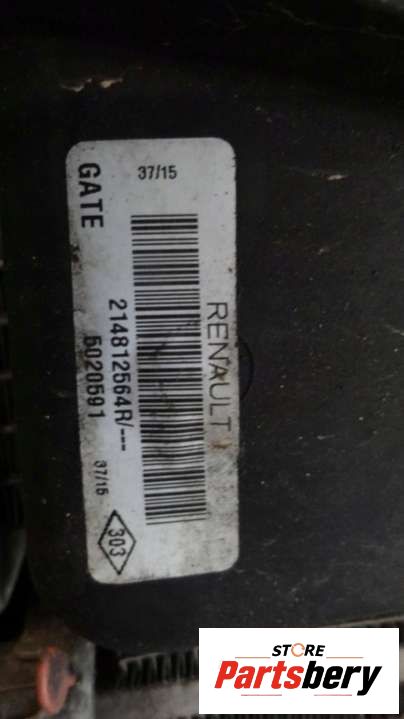 37/15
GATE
RENAULT
214812564R/---
5020591
37/15
303
STORE
Partsbery